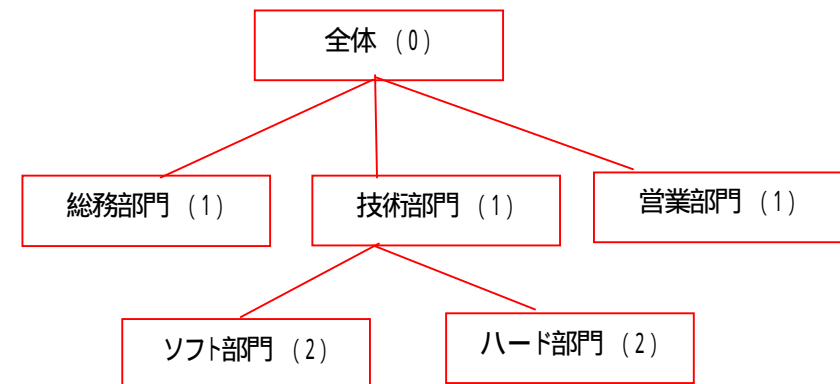 全体 (0)
総務部門 (1)
技術部門 (1)
営業部門 (1)
ソフト部門 (2)
ハード部門 (2)